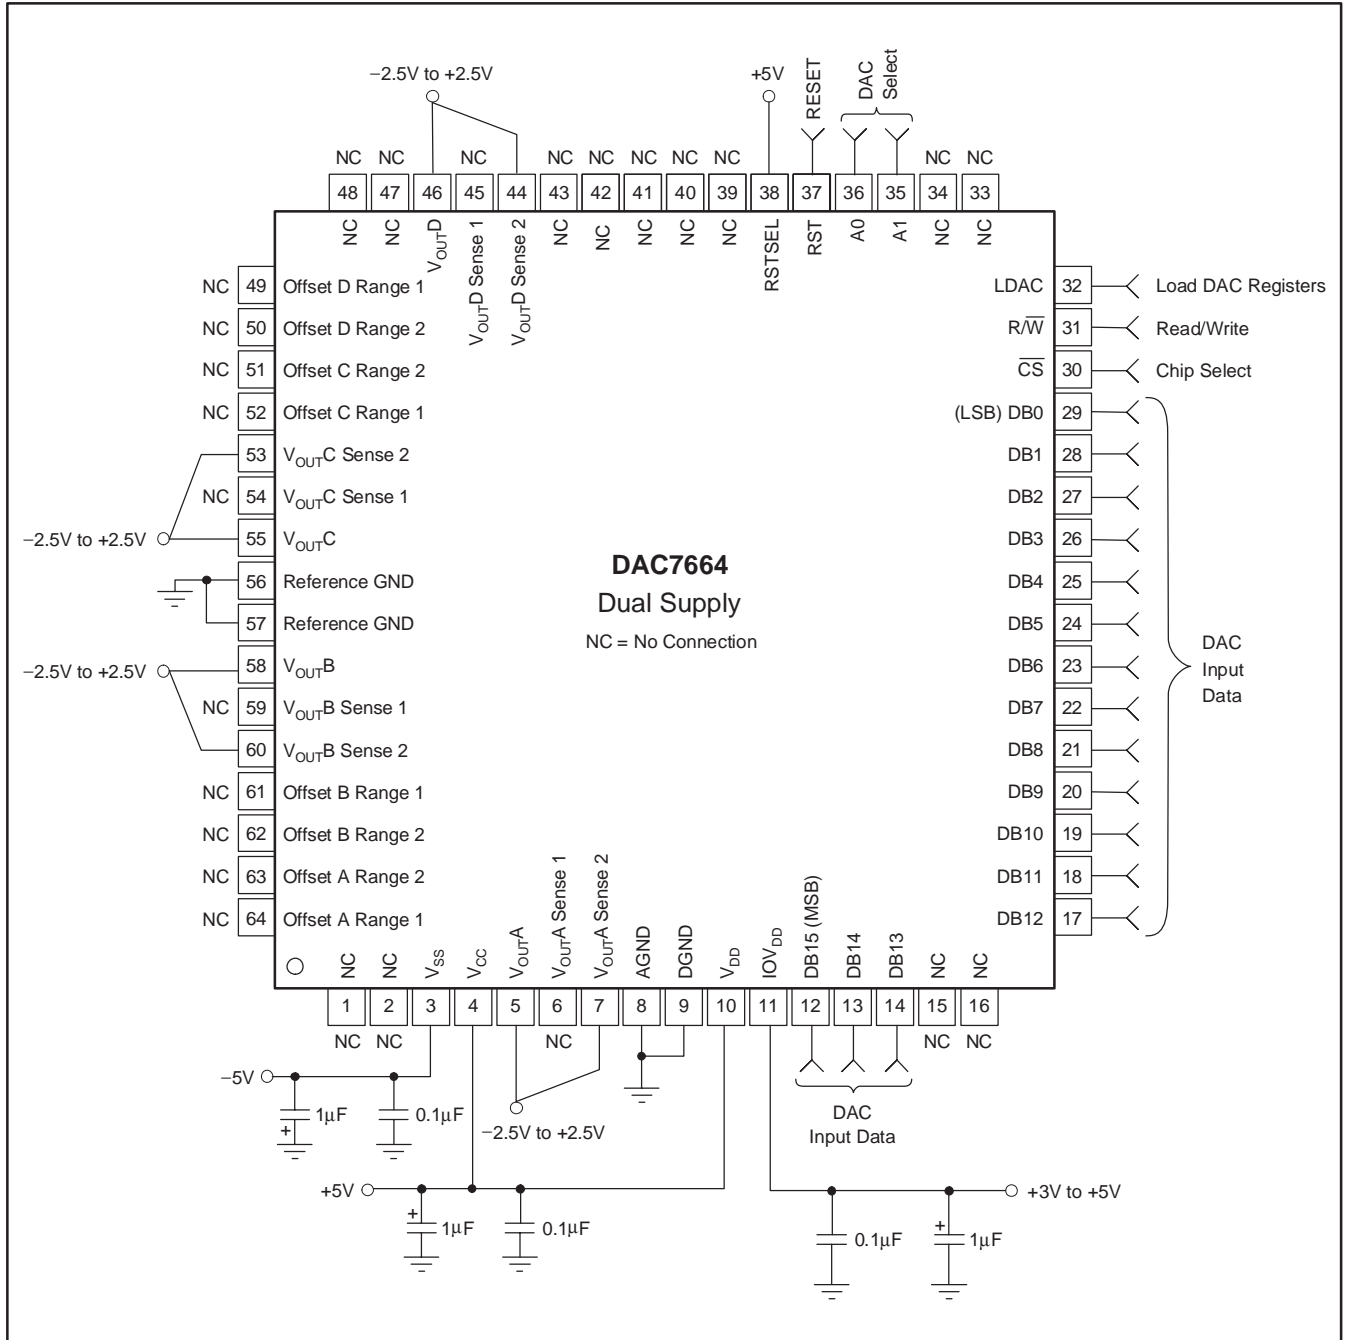 −2.5V to +2.5V
+5V
RESET
DAC Select
NC NC NC NC NC NC NC NC NC NC
48 47 46 45 44 43 42 41 40 39 38 37 36 35 34 33
NC NC VOUTD VOUTD Sense 1 VOUTD Sense 2 NC NC NC NC NC RSTSEL RST A0 A1 NC NC
NC 49 Offset D Range 1
NC 50 Offset D Range 2
NC 51 Offset C Range 2
NC 52 Offset C Range 1
53 VOUTC Sense 2
NC 54 VOUTC Sense 1
−2.5V to +2.5V 55 VOUTC
56 Reference GND
57 Reference GND
−2.5V to +2.5V 58 VOUTB
NC 59 VOUTB Sense 1
60 VOUTB Sense 2
NC 61 Offset B Range 1
NC 62 Offset B Range 2
NC 63 Offset A Range 2
NC 64 Offset A Range 1
DAC7664
Dual Supply
NC = No Connection
LDAC 32 Load DAC Registers
R/W̅ 31 Read/Write
C̅S̅ 30 Chip Select
(LSB) DB0 29
DB1 28
DB2 27
DB3 26
DB4 25
DB5 24
DB6 23
DB7 22
DB8 21
DB9 20
DB10 19
DB11 18
DB12 17
DAC
Input
Data
NC NC VSS VCC VOUTA VOUTA Sense 1 VOUTA Sense 2 AGND DGND VDD IOVDD DB15 (MSB) DB14 DB13 NC NC
1 2 3 4 5 6 7 8 9 10 11 12 13 14 15 16
NC NC NC NC NC
−5V
+ 1µF 0.1µF
−2.5V to +2.5V
DAC
Input Data
+5V
+ 1µF 0.1µF
+3V to +5V
0.1µF + 1µF